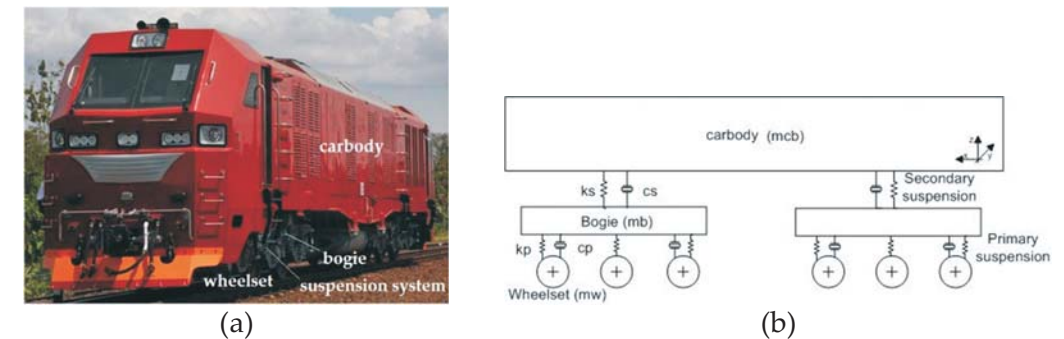 carbody
bogie
wheelset
suspension system
(a)
carbody (mcb)
z
x
y
ks
cs
Secondary
suspension
Bogie (mb)
kp
cp
Primary
suspension
Wheelset (mw)
(b)